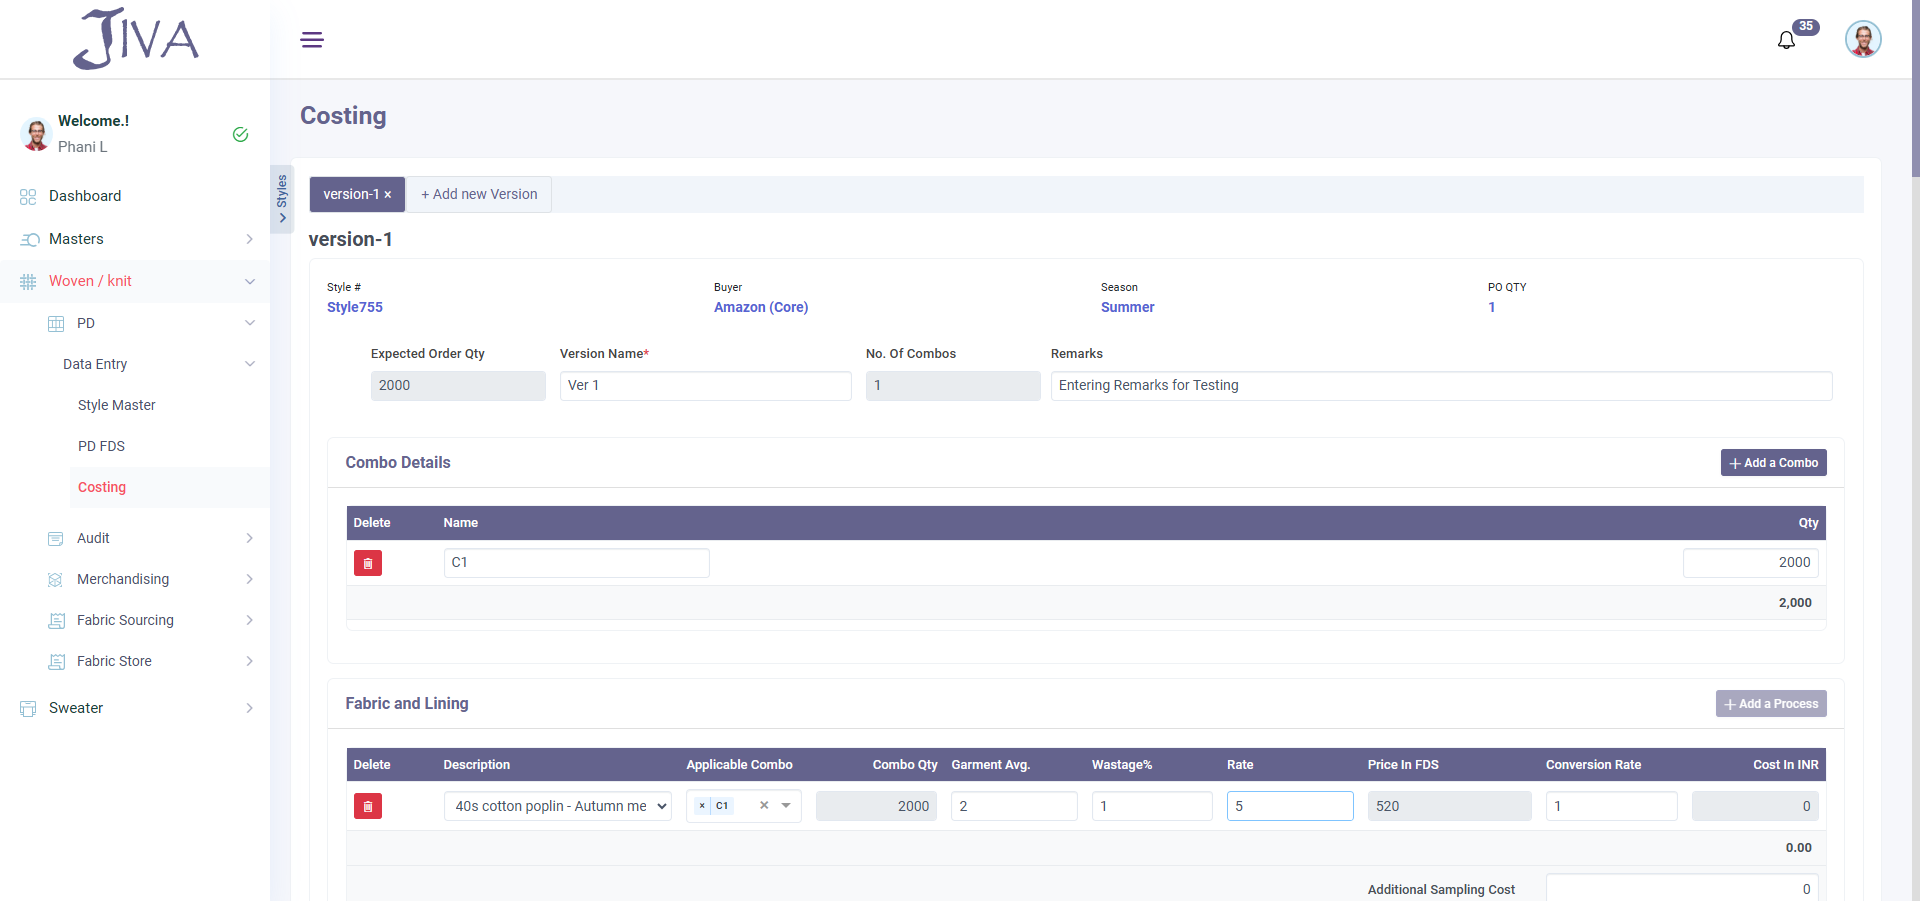 JIVA
35
Welcome.!
Phani L
Dashboard
Masters
Woven / knit
PD
Data Entry
Style Master
PD FDS
Costing
Audit
Merchandising
Fabric Sourcing
Fabric Store
Sweater
Styles
Costing
version-1 × + Add new Version
version-1
Style # Buyer Season PO QTY
Style755 Amazon (Core) Summer 1
Expected Order Qty Version Name* No. Of Combos Remarks
2000 Ver 1 1 Entering Remarks for Testing
Combo Details + Add a Combo
Delete Name Qty
C1 2000
2,000
Fabric and Lining + Add a Process
Delete Description Applicable Combo Combo Qty Garment Avg. Wastage% Rate Price In FDS Conversion Rate Cost In INR
40s cotton poplin - Autumn me × C1 × 2000 2 1 5 520 1 0
0.00
Additional Sampling Cost 0